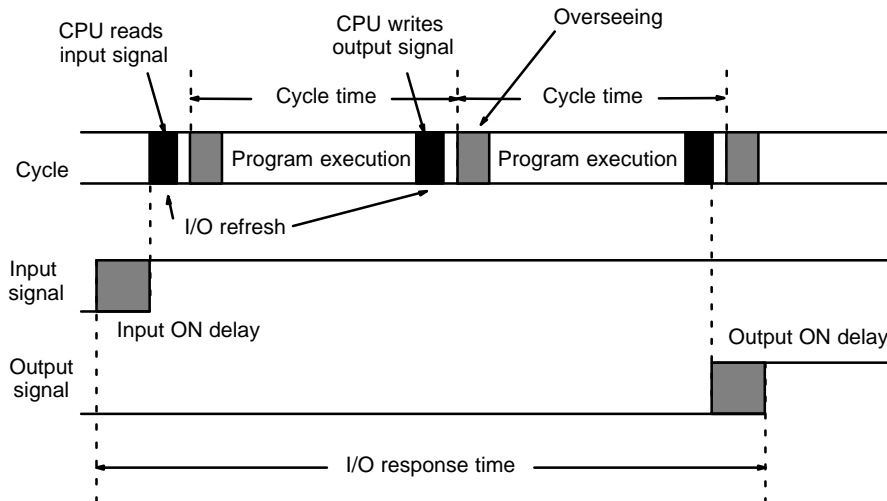 CPU reads
input signal
CPU writes
output signal
Overseeing
Cycle time
Cycle time
Cycle
Program execution
Program execution
I/O refresh
Input
signal
Input ON delay
Output ON delay
Output
signal
I/O response time